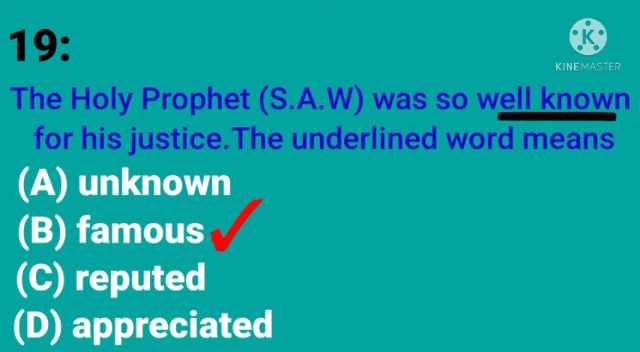 19:
KINEMASTER
The Holy Prophet (S.A.W) was so well known
for his justice.The underlined word means
(A) unknown
(B) famous
(C) reputed
(D) appreciated